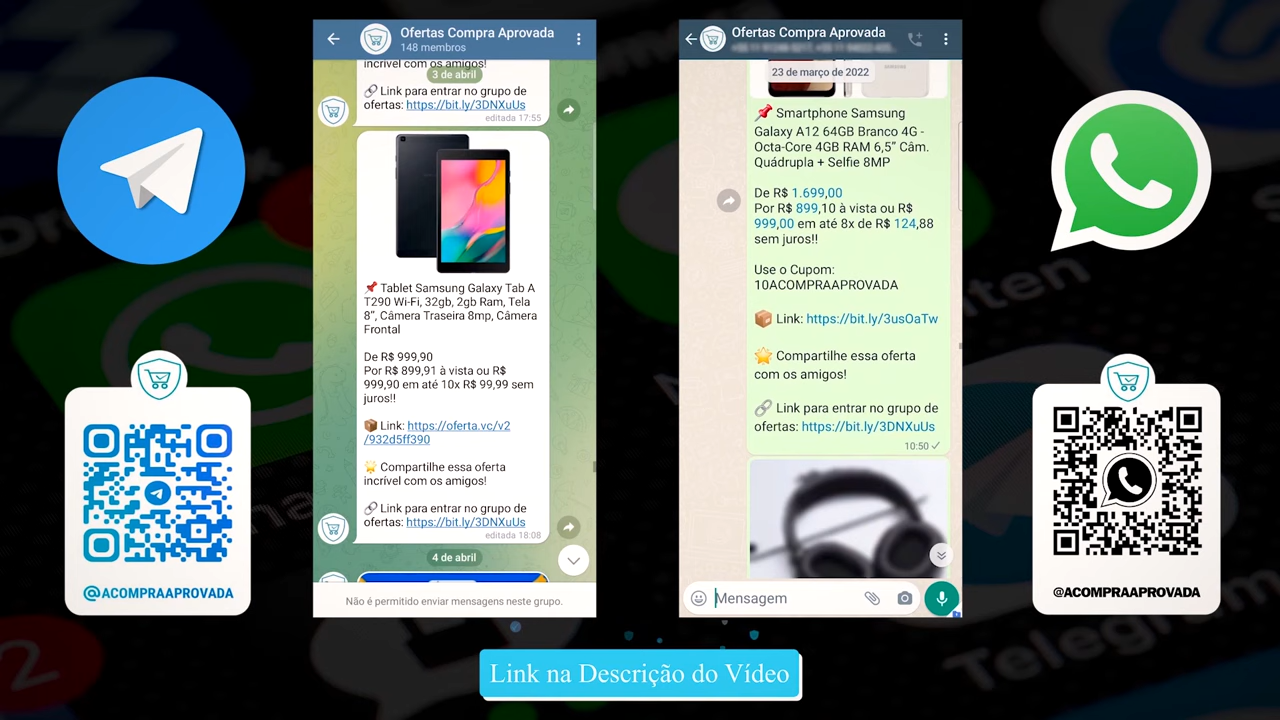 Ofertas Compra Aprovada
148 membros
incrível com os amigos!
3 de abril
🔗 Link para entrar no grupo de
ofertas: https://bit.ly/3DNXuUs
editada 17:55
📌 Tablet Samsung Galaxy Tab A
T290 Wi-Fi, 32gb, 2gb Ram, Tela
8”, Câmera Traseira 8mp, Câmera
Frontal
De R$ 999,90
Por R$ 899,91 à vista ou R$
999,90 em até 10x R$ 99,99 sem
juros!!
📦 Link: https://oferta.vc/v2
/932d5ff390
🌟 Compartilhe essa oferta
incrível com os amigos!
🔗 Link para entrar no grupo de
ofertas: https://bit.ly/3DNXuUs
editada 18:08
4 de abril
Não é permitido enviar mensagens neste grupo.
@ACOMPRAAPROVADA
Ofertas Compra Aprovada
23 de março de 2022
📌 Smartphone Samsung
Galaxy A12 64GB Branco 4G -
Octa-Core 4GB RAM 6,5” Câm.
Quádrupla + Selfie 8MP
De R$ 1.699,00
Por R$ 899,10 à vista ou R$
999,00 em até 8x de R$ 124,88
sem juros!!
Use o Cupom:
10ACOMPRAAPROVADA
📦 Link: https://bit.ly/3usOaTw
🌟 Compartilhe essa oferta
com os amigos!
🔗 Link para entrar no grupo de
ofertas: https://bit.ly/3DNXuUs
10:50
Mensagem
@ACOMPRAAPROVADA
Link na Descrição do Vídeo
Telegram
2